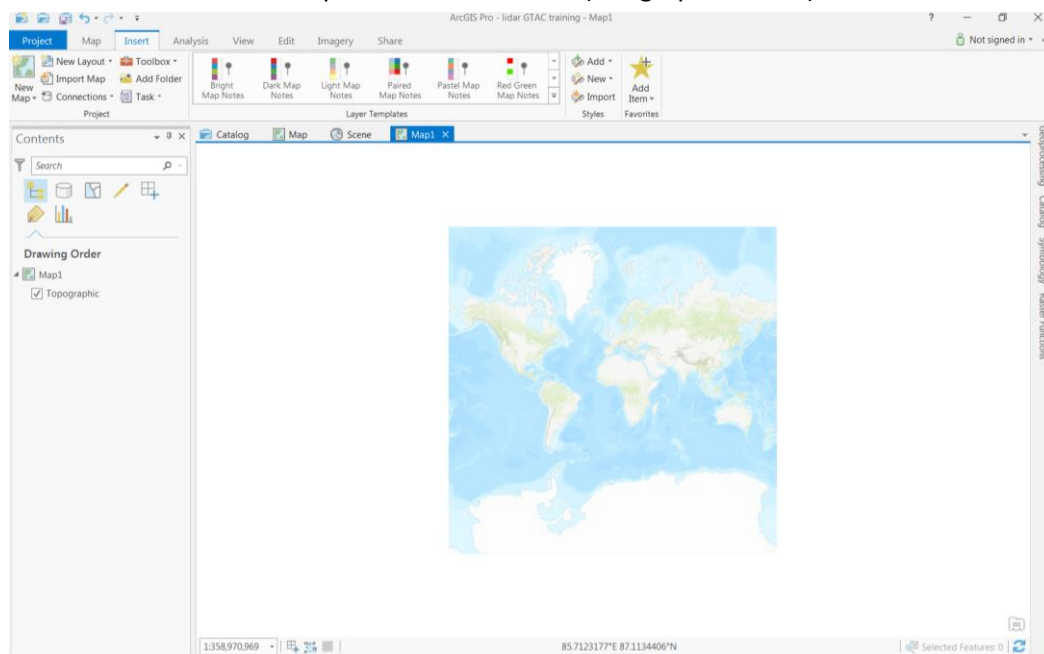 ArcGIS Pro - lidar GTAC training - Map1
?
Project Map Insert Analysis View Edit Imagery Share
Not signed in
New Map
New Layout
Import Map
Connections
Toolbox
Add Folder
Task
Project
Bright Map Notes
Dark Map Notes
Light Map Notes
Paired Map Notes
Pastel Map Notes
Red Green Map Notes
Layer Templates
Add
New
Import
Styles
Add Item
Favorites
Contents
Search
Drawing Order
Map1
Topographic
Catalog Map Scene Map1
Geoprocessing
Catalog
Symbology
Raster Functions
1:358,970,969
85.7123177°E 87.1134406°N
Selected Features: 0